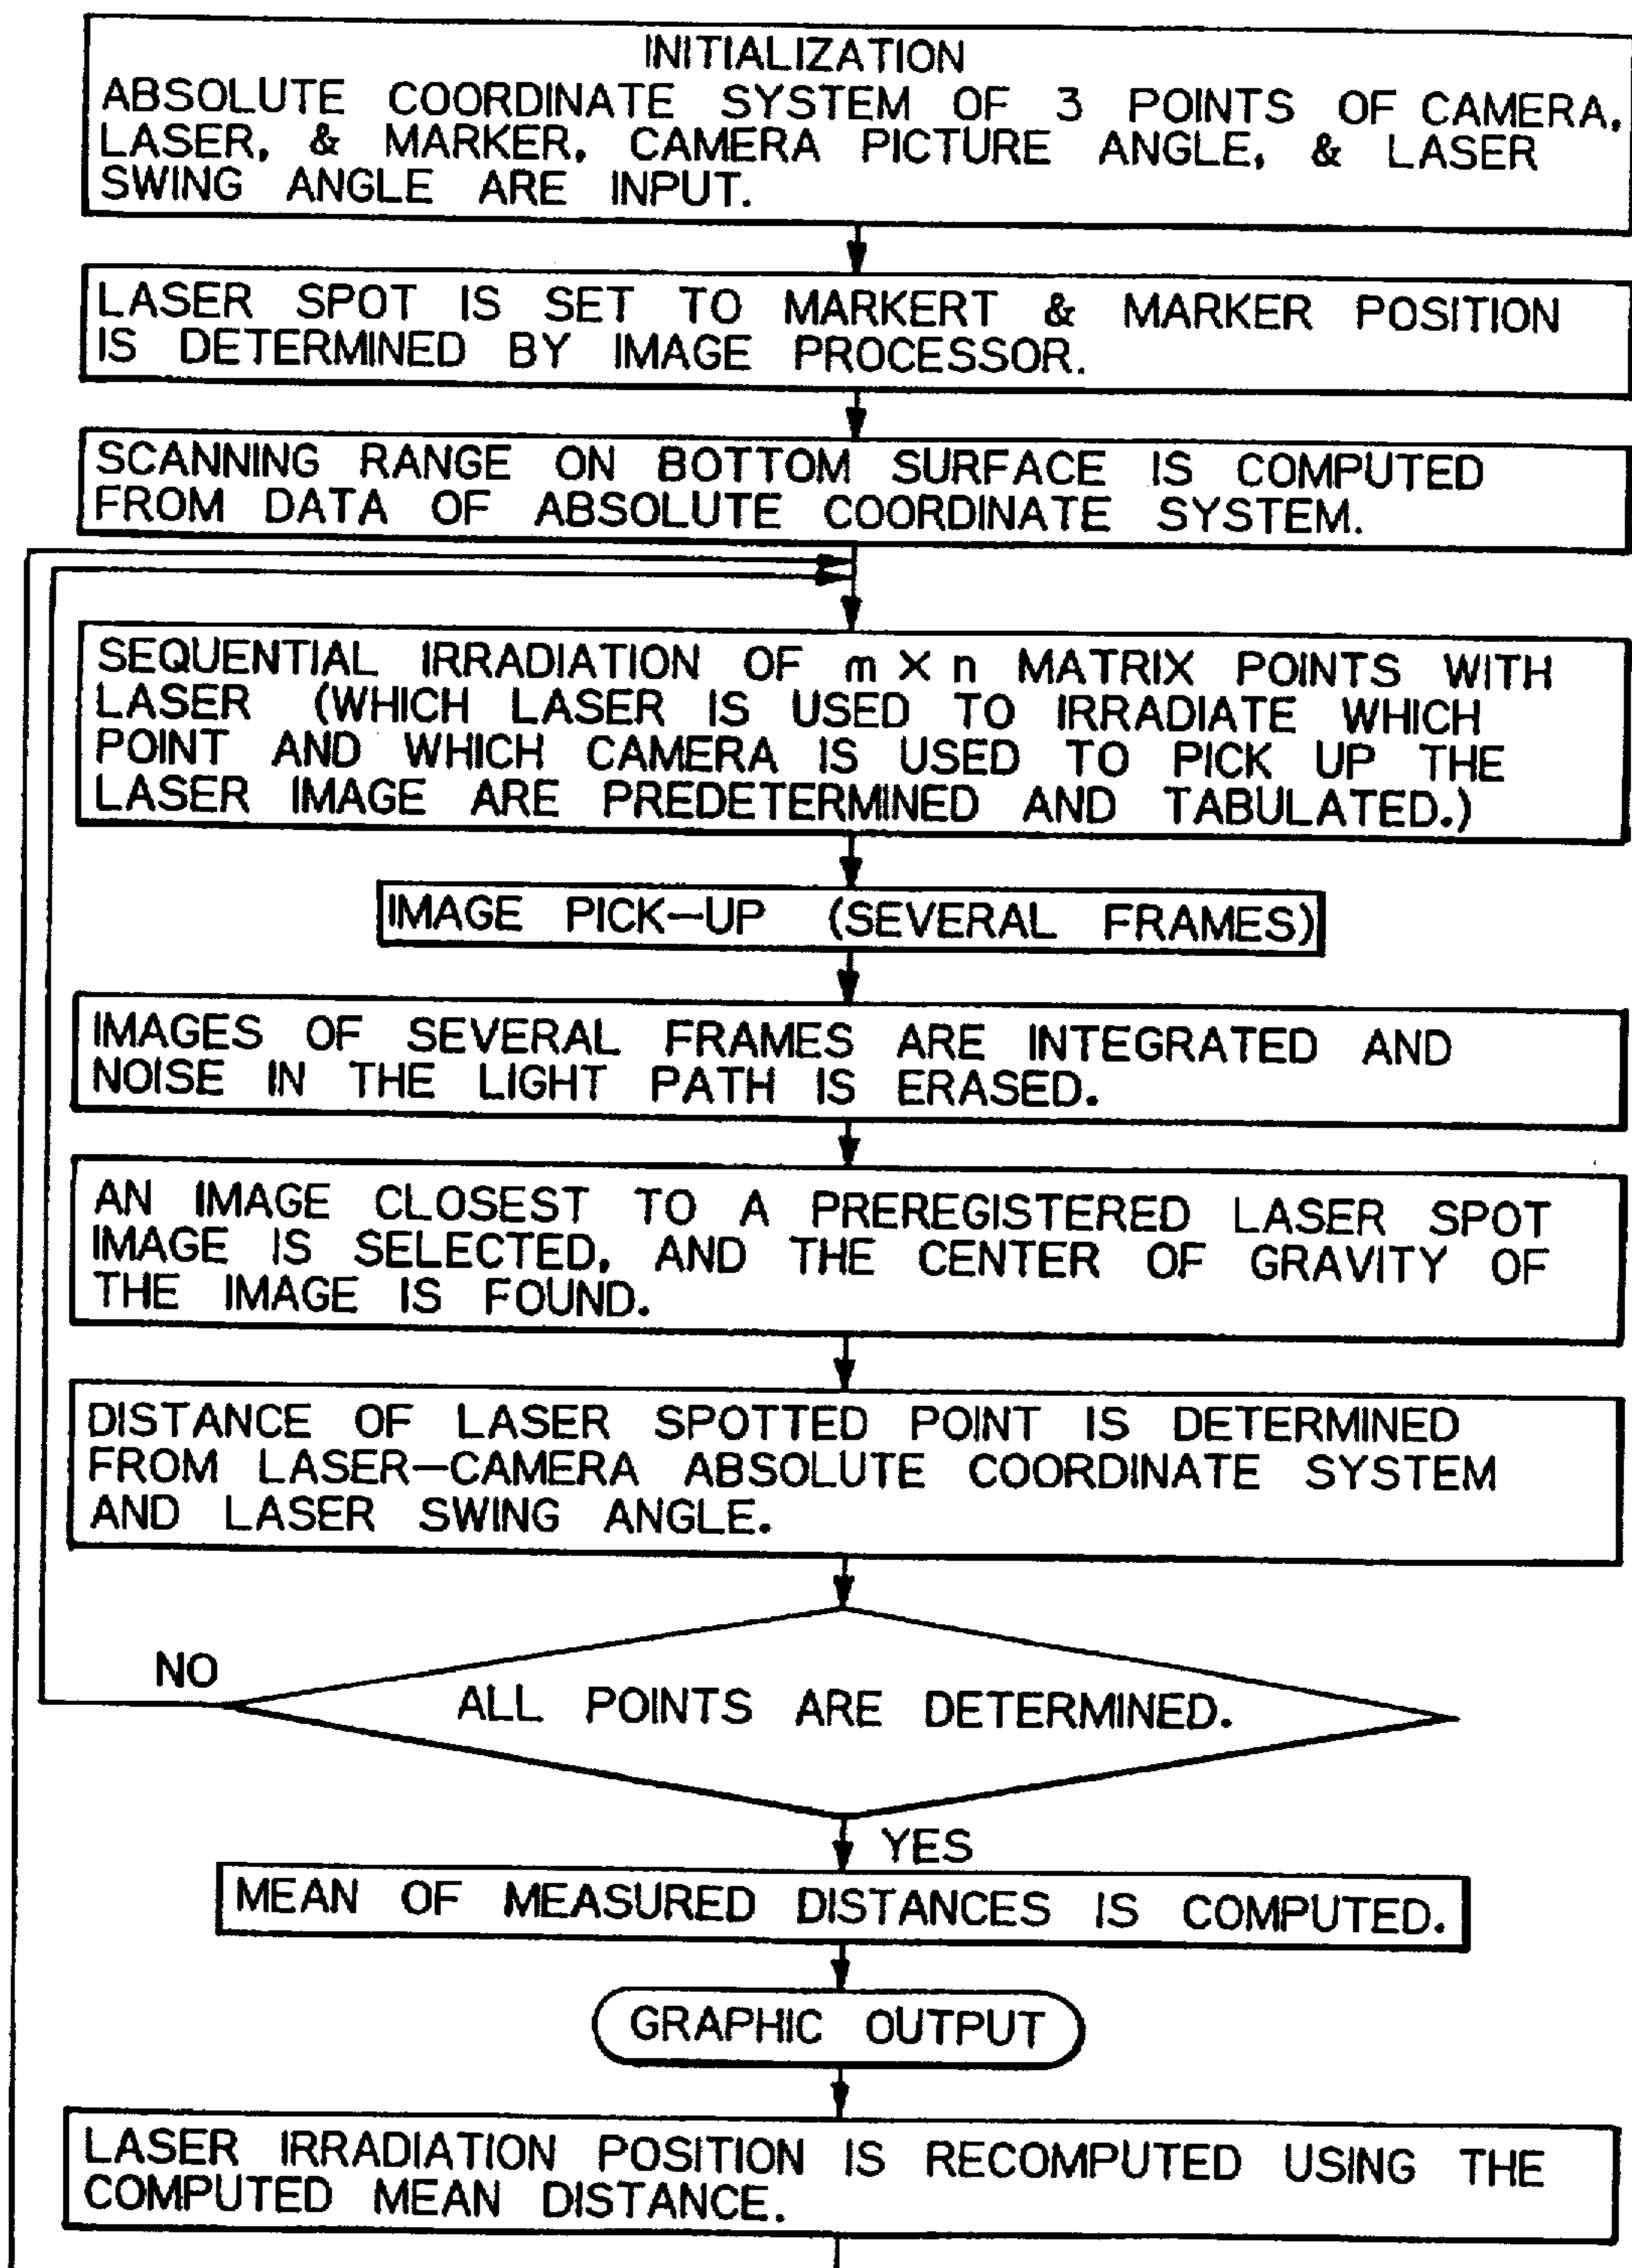 INITIALIZATION
ABSOLUTE COORDINATE SYSTEM OF 3 POINTS OF CAMERA,
LASER, & MARKER, CAMERA PICTURE ANGLE, & LASER
SWING ANGLE ARE INPUT.
LASER SPOT IS SET TO MARKERT & MARKER POSITION
IS DETERMINED BY IMAGE PROCESSOR.
SCANNING RANGE ON BOTTOM SURFACE IS COMPUTED
FROM DATA OF ABSOLUTE COORDINATE SYSTEM.
SEQUENTIAL IRRADIATION OF m×n MATRIX POINTS WITH
LASER (WHICH LASER IS USED TO IRRADIATE WHICH
POINT AND WHICH CAMERA IS USED TO PICK UP THE
LASER IMAGE ARE PREDETERMINED AND TABULATED.)
IMAGE PICK-UP (SEVERAL FRAMES)
IMAGES OF SEVERAL FRAMES ARE INTEGRATED AND
NOISE IN THE LIGHT PATH IS ERASED.
AN IMAGE CLOSEST TO A PREREGISTERED LASER SPOT
IMAGE IS SELECTED, AND THE CENTER OF GRAVITY OF
THE IMAGE IS FOUND.
DISTANCE OF LASER SPOTTED POINT IS DETERMINED
FROM LASER-CAMERA ABSOLUTE COORDINATE SYSTEM
AND LASER SWING ANGLE.
NO
ALL POINTS ARE DETERMINED.
YES
MEAN OF MEASURED DISTANCES IS COMPUTED.
GRAPHIC OUTPUT
LASER IRRADIATION POSITION IS RECOMPUTED USING THE
COMPUTED MEAN DISTANCE.